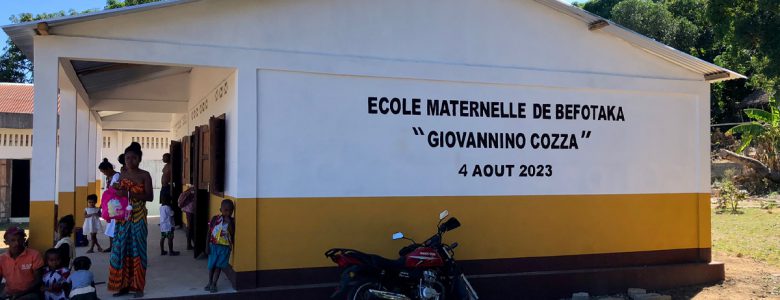 ECOLE MATERNELLE DE BEFOTAKA
"GIOVANNINO COZZA"
4 AOUT 2023